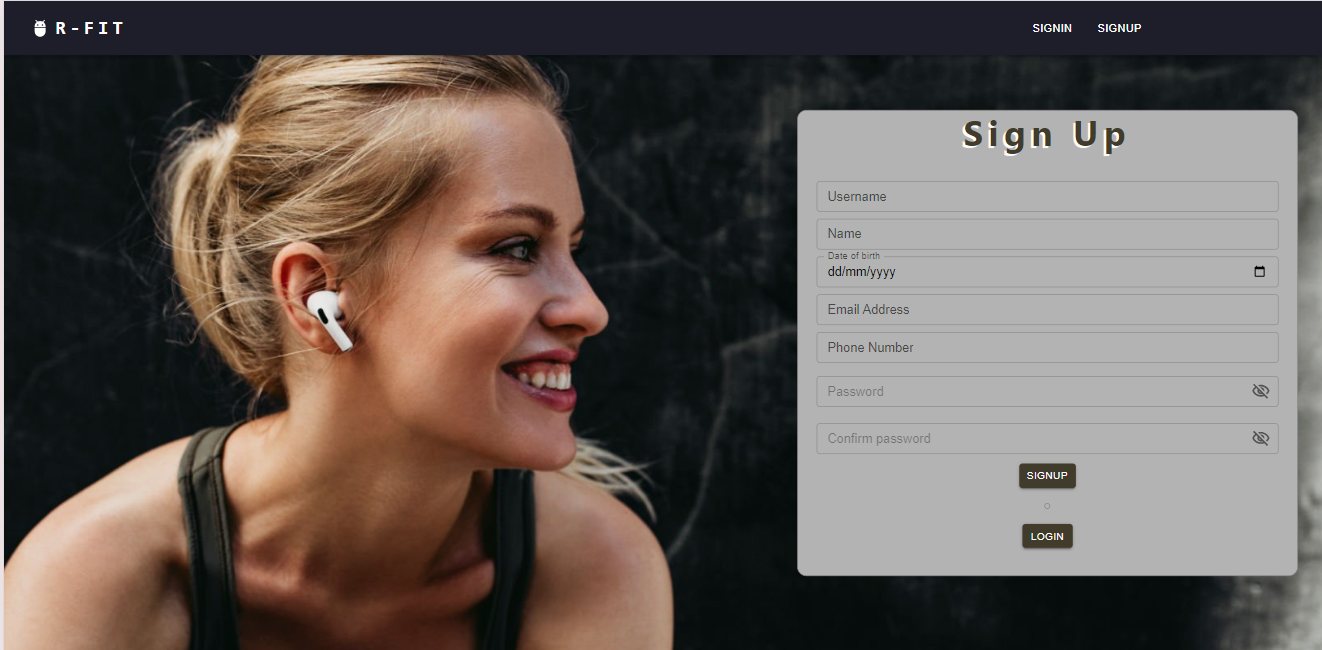 R-FIT
SIGNIN SIGNUP
Sign Up
Username
Name
Date of birth
dd/mm/yyyy
Email Address
Phone Number
Password
Confirm password
SIGNUP
o
LOGIN